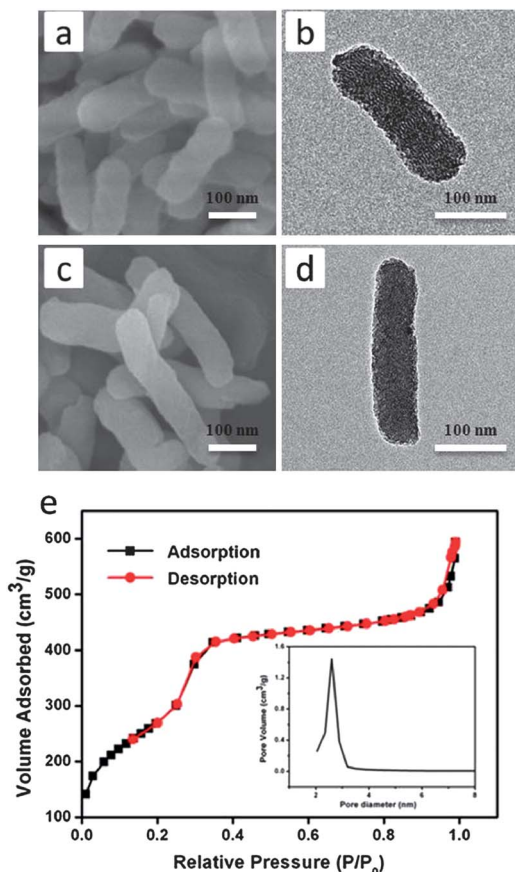 a
b
100 nm
100 nm
c
d
100 nm
100 nm
e
600
500
400
300
200
100
Volume Adsorbed (cm³/g)
Adsorption
Desorption
1.6
1.2
0.8
0.4
0.0
Pore Volume (cm³/g)
2
4
6
8
Pore diameter (nm)
0
0.0
0.2
0.4
0.6
0.8
1.0
Relative Pressure (P/P₀)